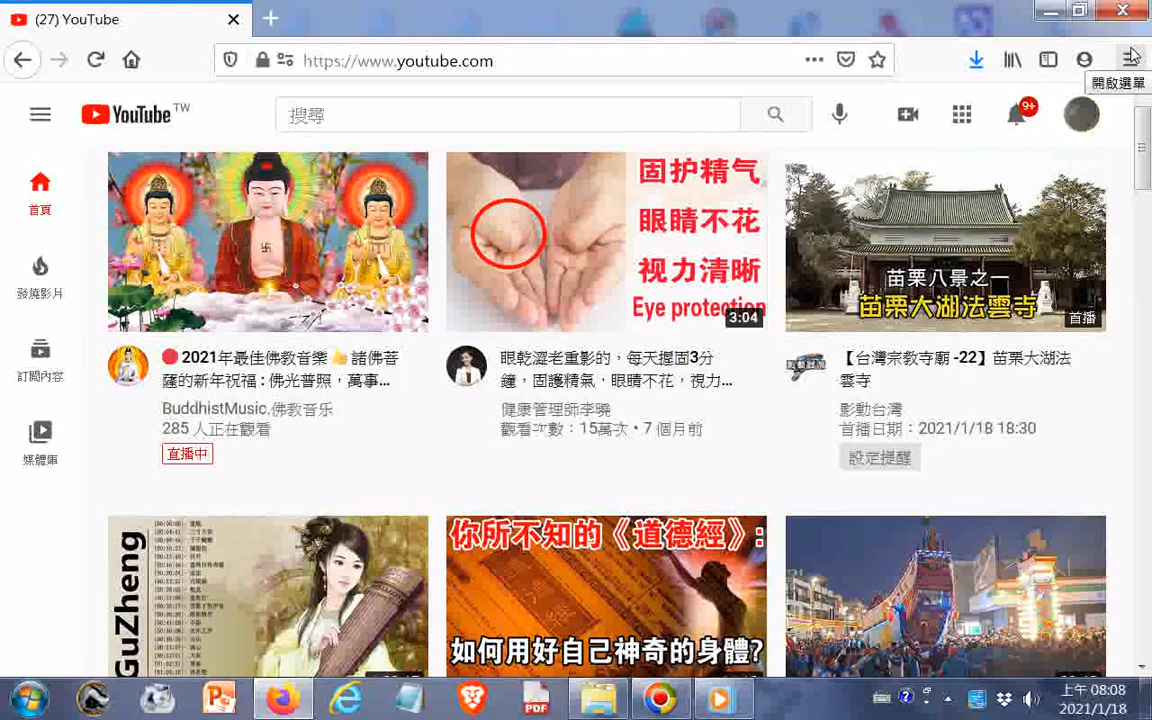 (27) YouTube
https://www.youtube.com
開啟選單
YouTube TW
搜尋
9+
首頁
發燒影片
訂閱內容
媒體庫
固护精气
眼睛不花
视力清晰
Eye protection
3:04
苗栗八景之一
苗栗大湖法雲寺
首播
🔴 2021年最佳佛教音樂👍諸佛菩
薩的新年祝福 : 佛光普照，萬事...
BuddhistMusic.佛教音乐
285 人正在觀看
直播中
眼乾澀老重影的，每天握固3分
鐘，固護精氣，眼睛不花，視力...
健康管理師李曉
觀看次數：15萬次 • 7 個月前
【台灣宗教寺廟 -22】苗栗大湖法
雲寺
影動台灣
首播日期：2021/1/18 18:30
設定提醒
GuZheng
你所不知的《道德經》:
如何用好自己神奇的身體?
PDF
上午 08:08
2021/1/18